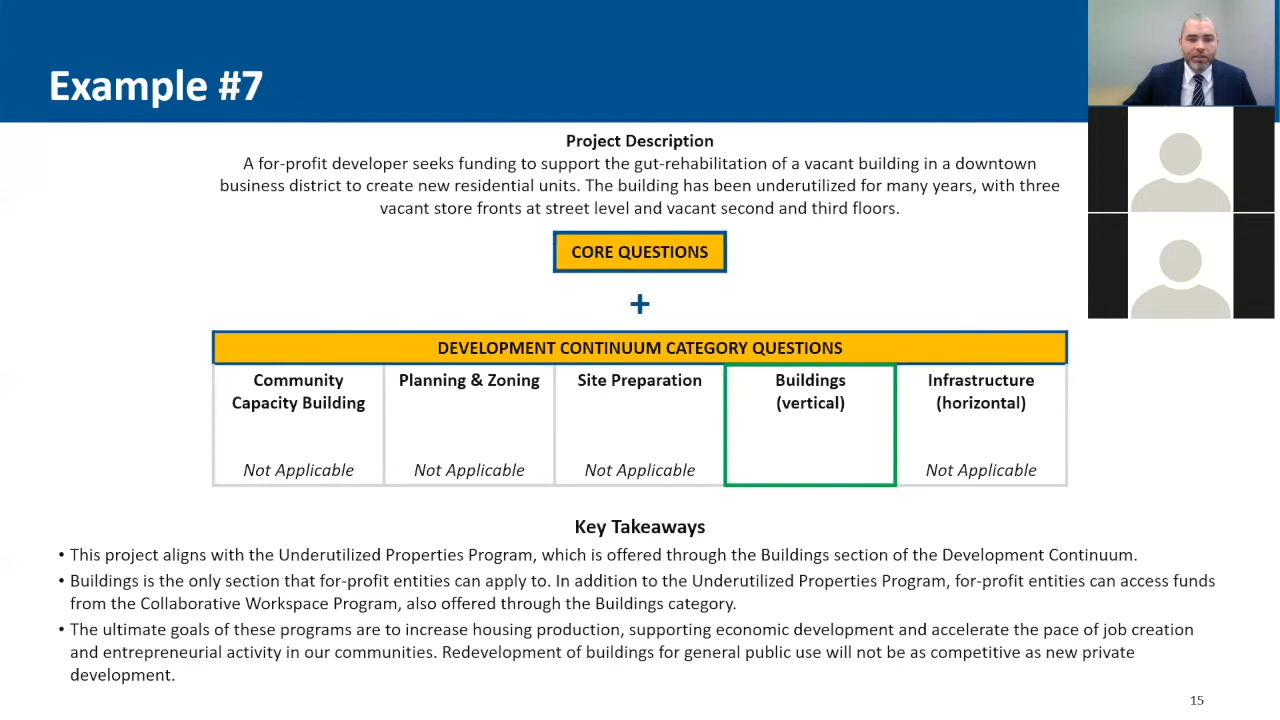 Example #7
Project Description
A for-profit developer seeks funding to support the gut-rehabilitation of a vacant building in a downtown
business district to create new residential units. The building has been underutilized for many years, with three
vacant store fronts at street level and vacant second and third floors.
CORE QUESTIONS
+
DEVELOPMENT CONTINUUM CATEGORY QUESTIONS
Community
Capacity Building
Not Applicable
Planning & Zoning
Not Applicable
Site Preparation
Not Applicable
Buildings
(vertical)
Infrastructure
(horizontal)
Not Applicable
Key Takeaways
• This project aligns with the Underutilized Properties Program, which is offered through the Buildings section of the Development Continuum.
• Buildings is the only section that for-profit entities can apply to. In addition to the Underutilized Properties Program, for-profit entities can access funds
from the Collaborative Workspace Program, also offered through the Buildings category.
• The ultimate goals of these programs are to increase housing production, supporting economic development and accelerate the pace of job creation
and entrepreneurial activity in our communities. Redevelopment of buildings for general public use will not be as competitive as new private
development.
15